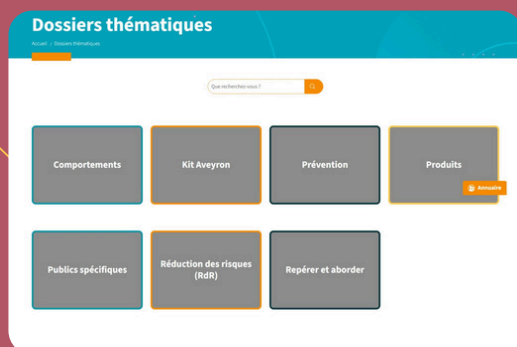 Dossiers thématiques
Accueil / Dossiers thématiques
Que recherchez vous ?
Comportements
Kit Aveyron
Prévention
Produits
Annuaire
Publics spécifiques
Réduction des risques
(RdR)
Repérer et aborder